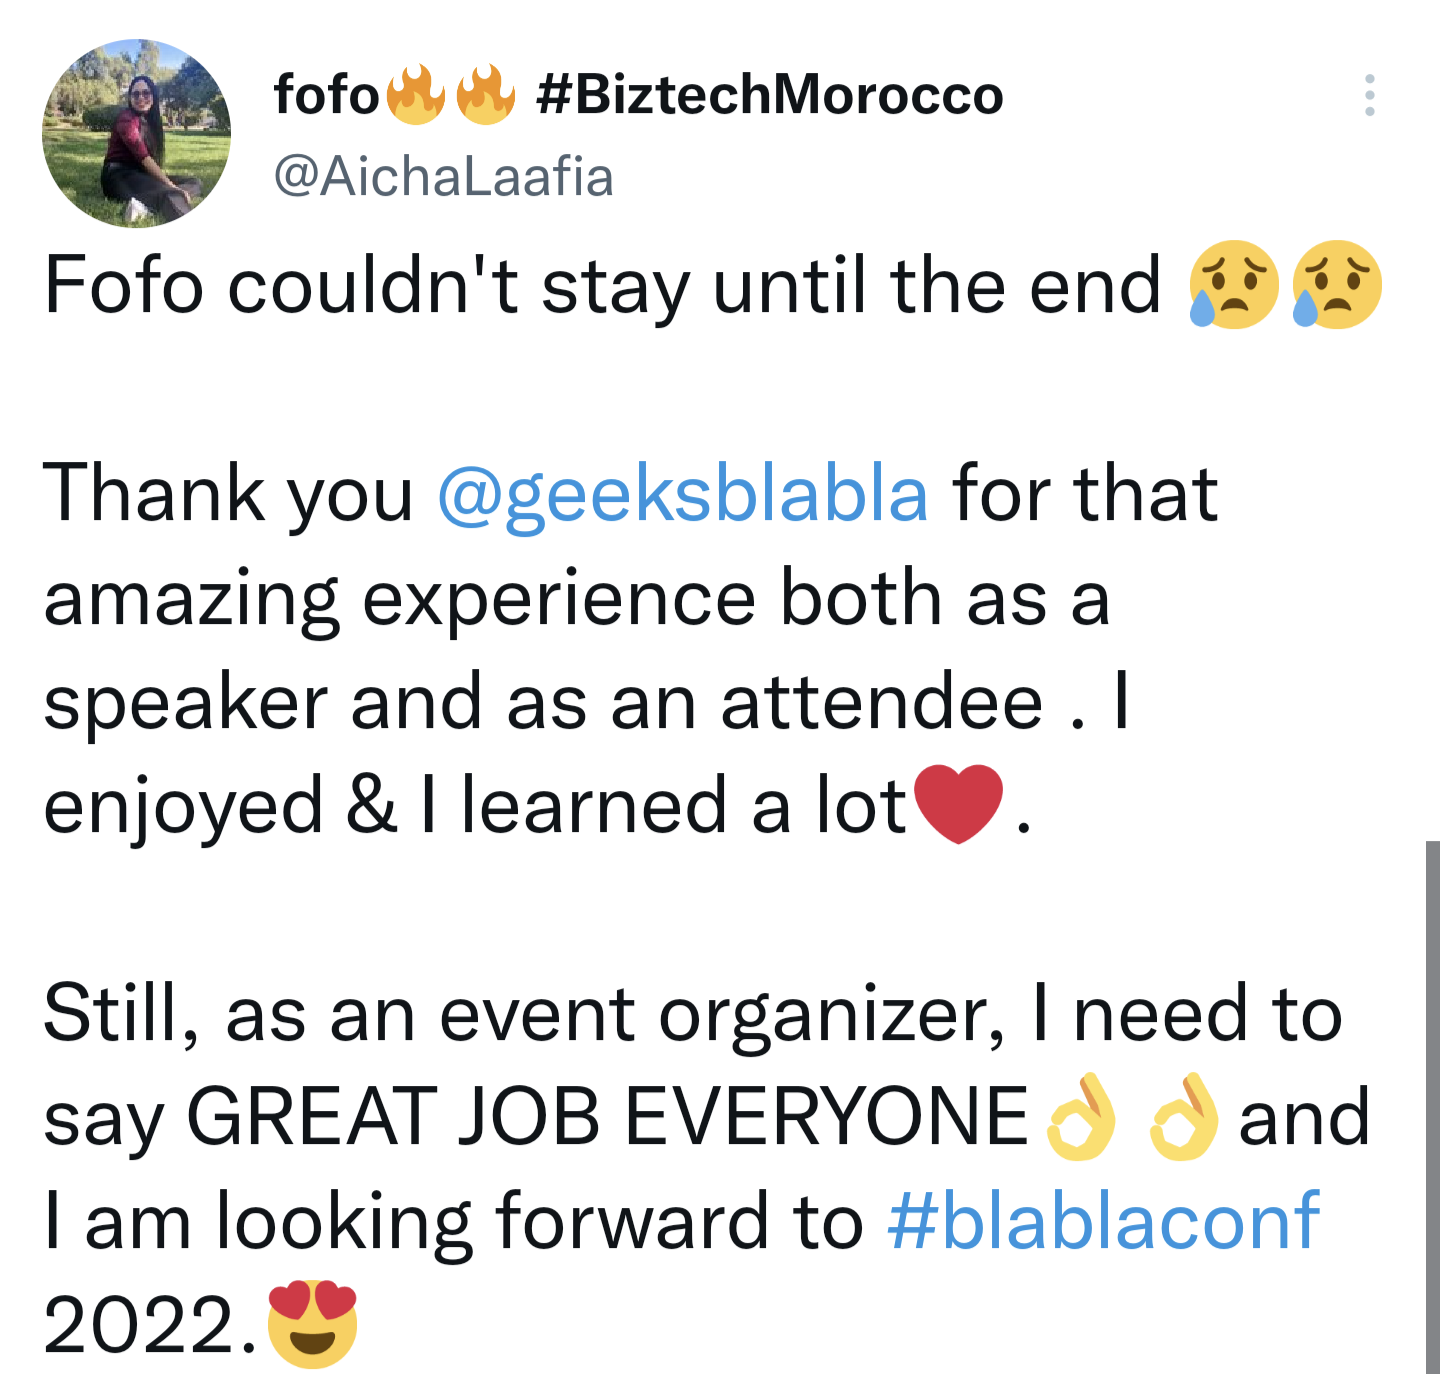 fofo🔥🔥 #BiztechMorocco
@AichaLaafia
Fofo couldn't stay until the end 😥😥
Thank you @geeksblabla for that
amazing experience both as a
speaker and as an attendee . I
enjoyed & I learned a lot❤️.
Still, as an event organizer, I need to
say GREAT JOB EVERYONE👌👌and
I am looking forward to #blablaconf
2022.😍